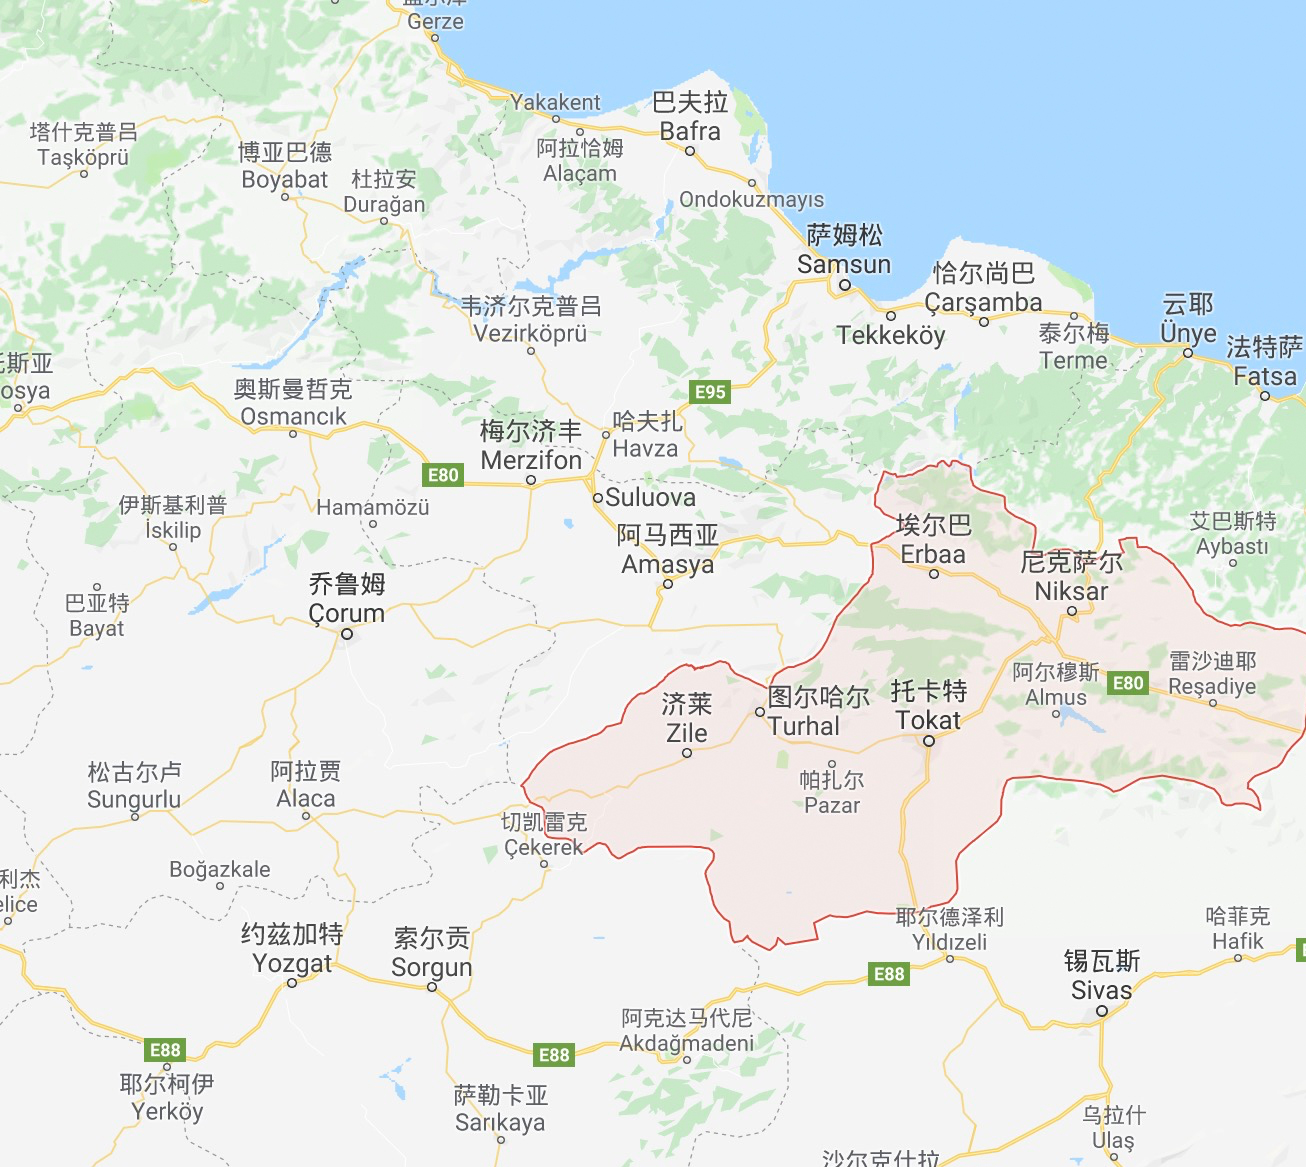 Gerze
Yakakent
巴夫拉
Bafra
塔什克普吕
Taşköprü
博亚巴德
Boyabat
阿拉恰姆
Alaçam
杜拉安
Durağan
Ondokuzmayıs
萨姆松
Samsun
恰尔尚巴
Çarşamba
韦济尔克普吕
Vezirköprü
云耶
Ünye
Tekkeköy
泰尔梅
Terme
法特萨
Fatsa
托斯亚
osya
奥斯曼哲克
Osmancık
E95
哈夫扎
Havza
梅尔济丰
Merzifon
E80
Suluova
伊斯基利普
İskilip
Hamamözü
埃尔巴
Erbaa
艾巴斯特
Aybastı
阿马西亚
Amasya
尼克萨尔
Niksar
乔鲁姆
Çorum
巴亚特
Bayat
雷沙迪耶
Reşadiye
阿尔穆斯
Almus
E80
图尔哈尔
Turhal
托卡特
Tokat
济莱
Zile
松古尔卢
Sungurlu
阿拉贾
Alaca
帕扎尔
Pazar
切凯雷克
Çekerek
Boğazkale
利杰
elice
耶尔德泽利
Yıldızeli
哈菲克
Hafik
约兹加特
Yozgat
索尔贡
Sorgun
锡瓦斯
Sivas
E88
阿克达马代尼
Akdağmadeni
E88
E88
耶尔柯伊
Yerköy
萨勒卡亚
Sarıkaya
乌拉什
Ulaş
沙尔克仕拉